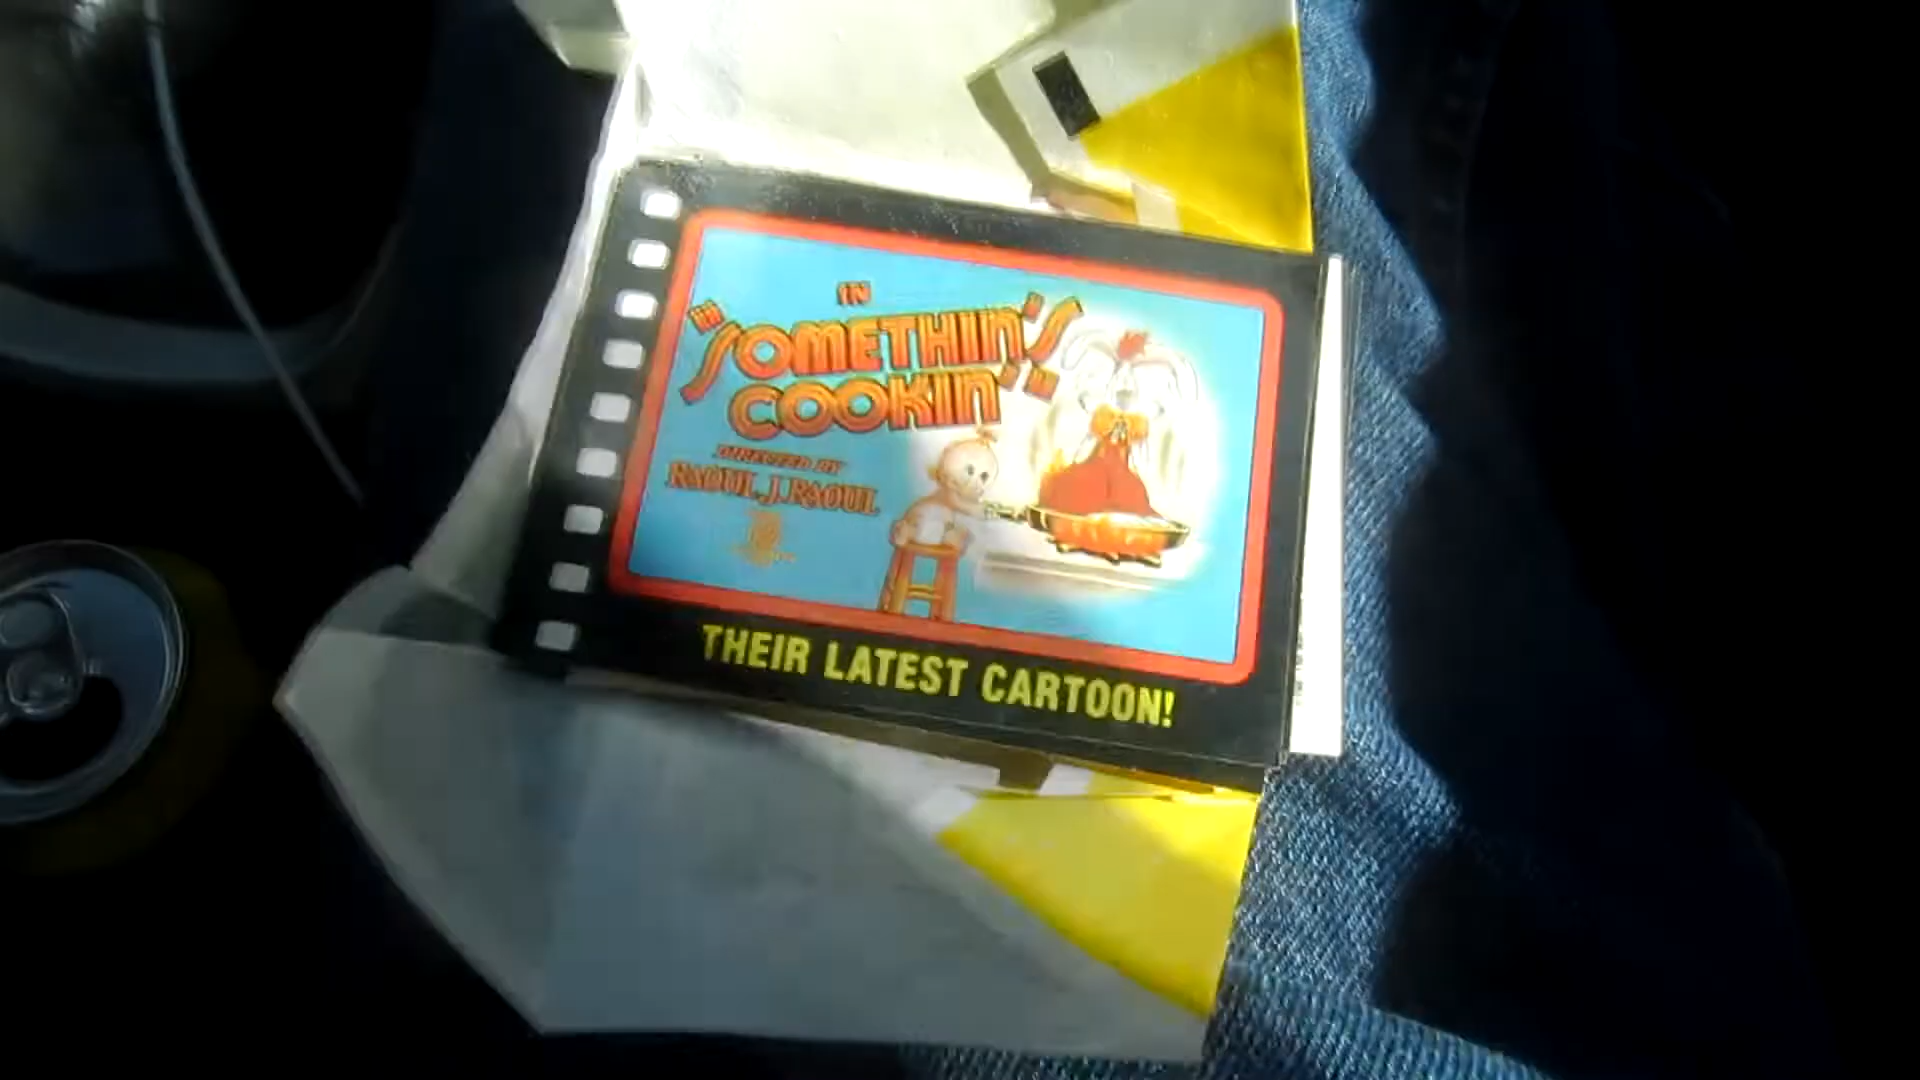 IN
"SOMETHIN'S
COOKIN'"
DIRECTED BY
RAOUL J. RAOUL
THEIR LATEST CARTOON!